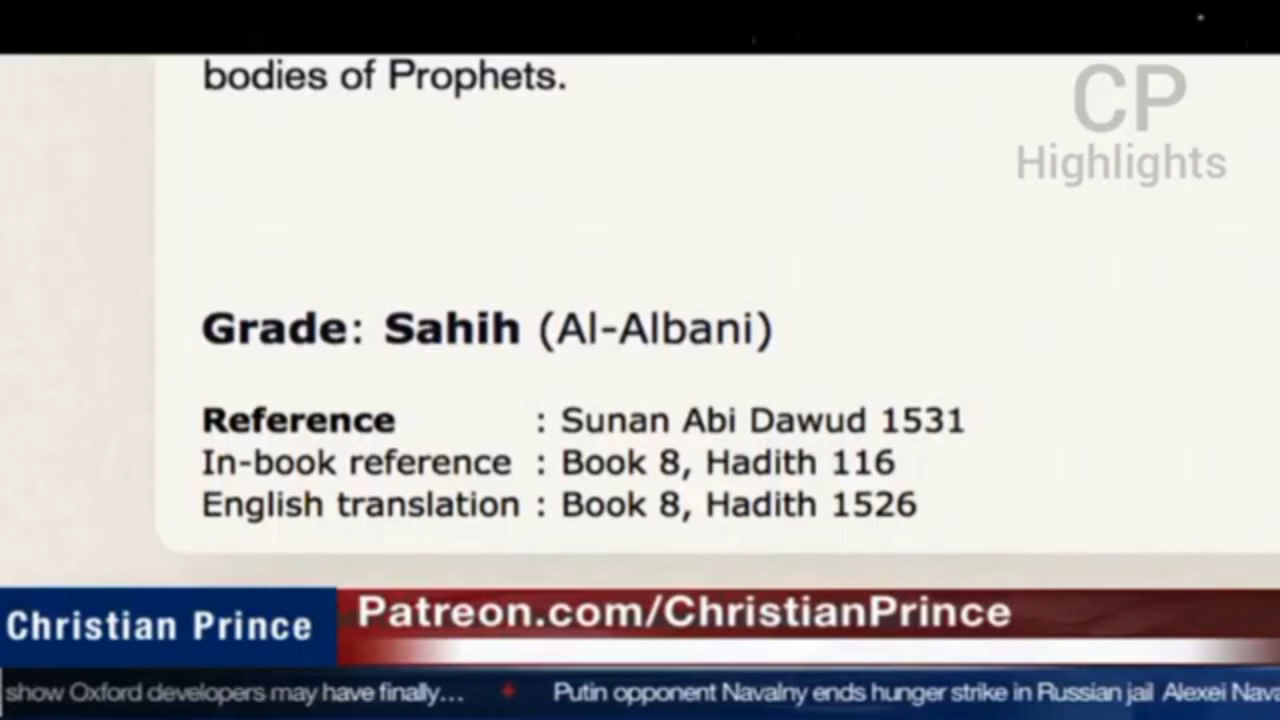 bodies of Prophets.
CP
Highlights
Grade: Sahih (Al-Albani)
Reference : Sunan Abi Dawud 1531
In-book reference : Book 8, Hadith 116
English translation : Book 8, Hadith 1526
Christian Prince
Patreon.com/ChristianPrince
show Oxford developers may have finally... Putin opponent Navalny ends hunger strike in Russian jail Alexei Nava